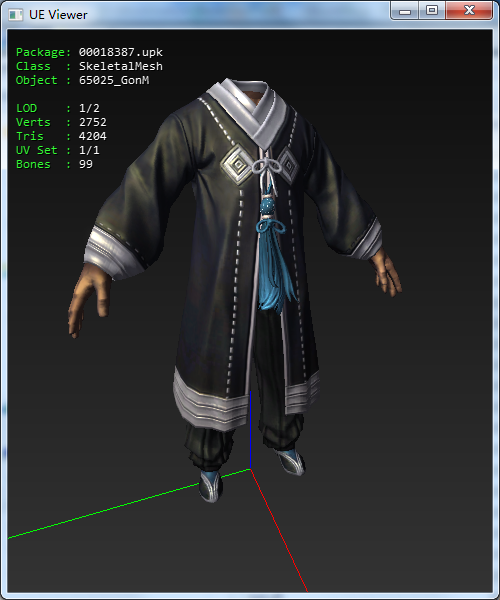 UE Viewer
Package: 00018387.upk
Class : SkeletalMesh
Object : 65025_GonM
LOD : 1/2
Verts : 2752
Tris : 4204
UV Set : 1/1
Bones : 99